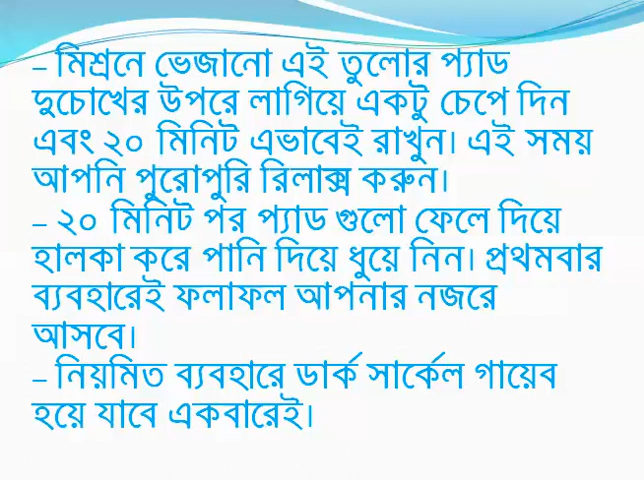 – মিশ্রনে ভেজানো এই তুলোর প্যাড
দুচোখের উপরে লাগিয়ে একটু চেপে দিন
এবং ২০ মিনিট এভাবেই রাখুন। এই সময়
আপনি পুরোপুরি রিলাক্স করুন।
– ২০ মিনিট পর প্যাড গুলো ফেলে দিয়ে
হালকা করে পানি দিয়ে ধুয়ে নিন। প্রথমবার
ব্যবহারেই ফলাফল আপনার নজরে
আসবে।
– নিয়মিত ব্যবহারে ডার্ক সার্কেল গায়েব
হয়ে যাবে একবারেই।